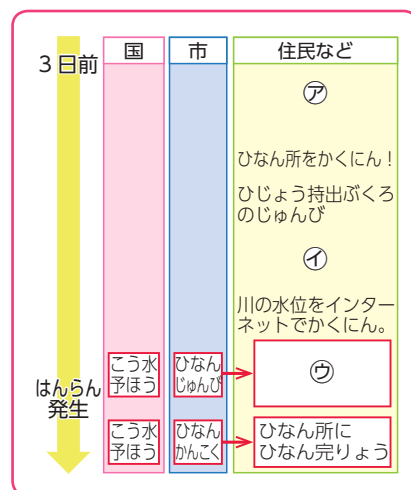 国
市
住民など
3日前
㋐
ひなん所をかくにん！
ひじょう持出ぶくろ
のじゅんび
㋑
川の水位をインター
ネットでかくにん。
こう水
予ほう
ひなん
じゅんび
㋒
はんらん
発生
こう水
予ほう
ひなん
かんこく
ひなん所に
ひなん完りょう